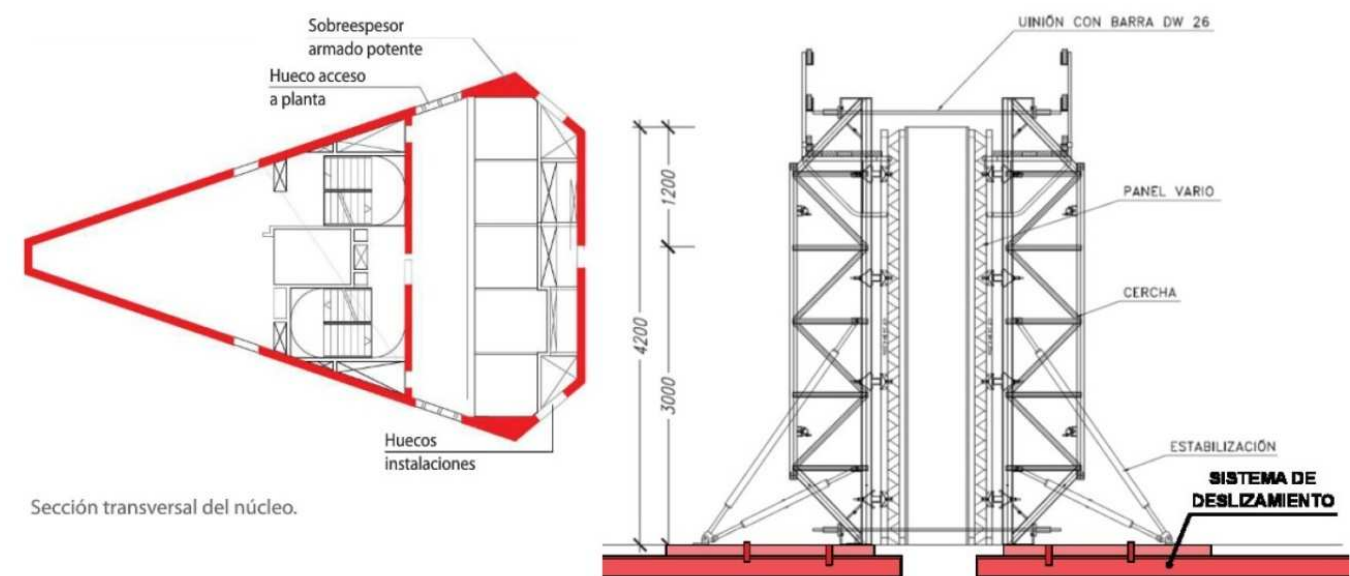 Sobreespesor
armado potente
Hueco acceso
a planta
Huecos
instalaciones
Sección transversal del núcleo.
UINIÓN CON BARRA DW 26
1200
PANEL VARIO
CERCHA
4200
3000
ESTABILIZACIÓN
SISTEMA DE
DESLIZAMIENTO